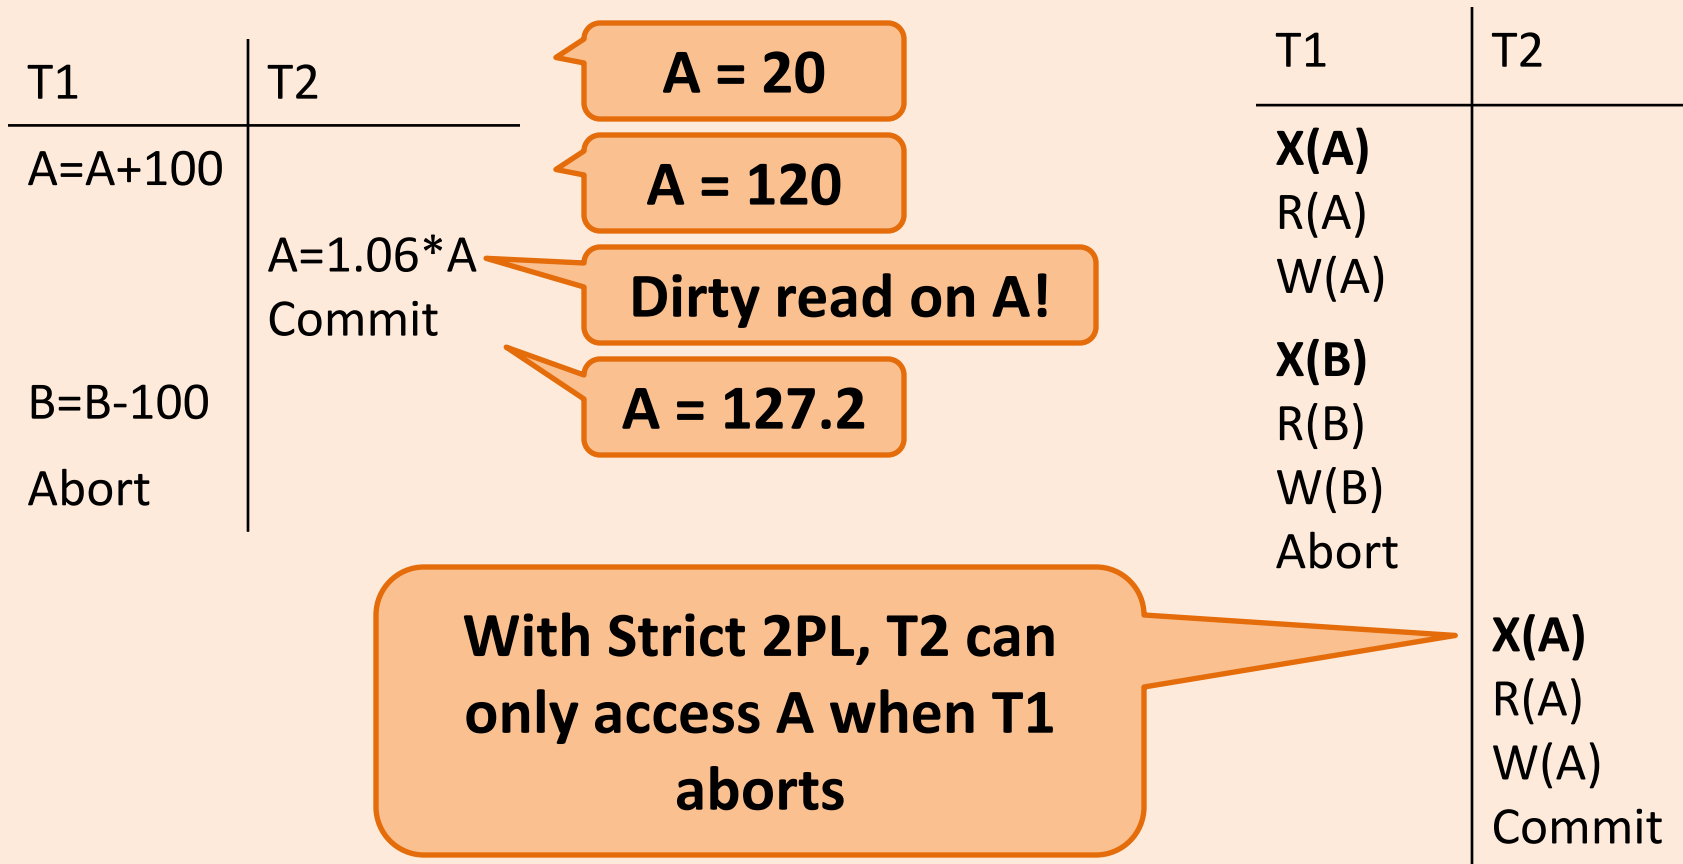 T1 T2
A=A+100
A=1.06*A
Commit
B=B-100
Abort
A = 20
A = 120
Dirty read on A!
A = 127.2
With Strict 2PL, T2 can
only access A when T1
aborts
T1 T2
X(A)
R(A)
W(A)
X(B)
R(B)
W(B)
Abort
X(A)
R(A)
W(A)
Commit